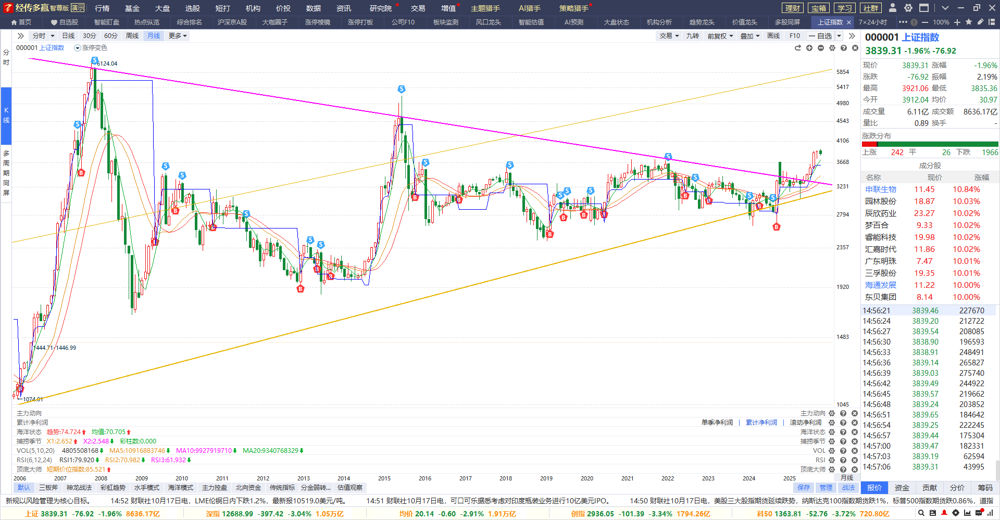 经传多赢 智尊版 演示 行情 基金 大盘 选股 短打 机构 价投 数据 资讯 研究院 交易 增值 主题猎手 AI猎手 策略猎手 理财 宝箱 学习 社群
首页 自选股 智能盯盘 热点纵览 综合排名 沪深京A股 大咖圈子 涨停棱镜 涨停打板 公司F10 板块监测 风口龙头 智能估值 AI预测 大盘状态 机构分析 趋势龙头 价值龙头 多股同屏 上证指数 7×24小时 100%
分时 日线 30分 60分 周线 月线 更多 交易 九转 前复权 叠加 画线 F10 一自选
000001 上证指数 涨停变色
分时
K线
多周期同屏
6124.04
1444.71-1446.99
1074.01
5854
5417
4980
4543
4106
3668
3231
2794
2357
1920
1483
1045
主力动向 主力动向
累计净利润 单季净利润 | 累计净利润 | 滚动净利润
海洋状态 趋势:74.724 均值:70.705 海洋状态
捕捞季节 X1:2.652 X2:2.548 彩柱数:0.000 捕捞季节
VOL(5,10,20) 4805508168 MA5:10916883746 MA10:9927919710 MA20:9340768329 VOL
RSI(6,12,24) RSI1:79.920 RSI2:70.982 RSI3:61.932 RSI
顶底大师 短期价位指数:85.521 顶底大师
2006 2007 2008 2009 2010 2011 2012 2013 2014 2015 2016 2017 2018 2019 2020 2021 2022 2023 2024 2025 月线
默认 三板斧 神龙战法 彩虹趋势 水手模式 海洋模式 主力控盘 北向资金 传统指标 分金弱转... 估值观察 保存 管理 战法
000001 上证指数
3839.31 -1.96% -76.92
现价 3839.31 涨幅 -1.96%
涨跌 -76.92 振幅 2.19%
最高 3921.06 最低 3835.36
今开 3912.04 均价 30.97
成交量 6.11亿 成交额 8636.17亿
量比 0.89 换手 -
涨跌分布
上涨 242 平 26 下跌 1966
成分股
名称 现价 涨幅
申联生物 11.45 10.84%
园林股份 18.87 10.03%
辰欣药业 23.27 10.02%
梦百合 9.33 10.02%
睿能科技 19.98 10.02%
汇嘉时代 11.86 10.02%
广东明珠 7.47 10.01%
三孚股份 19.35 10.01%
海通发展 11.22 10.00%
东贝集团 8.14 10.00%
14:56:21 3839.46 227670
14:56:24 3839.20 212722
14:56:27 3839.54 208085
14:56:30 3838.90 196593
14:56:33 3838.91 248491
14:56:36 3839.14 265827
14:56:39 3839.03 275740
14:56:42 3839.49 244922
14:56:45 3839.57 219662
14:56:48 3839.24 203852
14:56:51 3839.65 184642
14:56:54 3839.25 222245
14:56:57 3839.44 175304
14:57:00 3839.47 182331
14:57:03 3839.19 62594
14:57:06 3839.31 43995
报价 资金 贡献 分价 筹码
新规以风险管理为核心目标。 14:52 财联社10月17日电，LME伦铜日内下跌1.2%，最新报10519.0美元/吨。 14:51 财联社10月17日电，可口可乐据悉考虑对印度瓶装业务进行10亿美元IPO。 14:50 财联社10月17日电，美股三大股指期货延续跌势，纳斯达克100指数期货跌1%，标普500指数期货跌0.86%，道指
上证 3839.31 -76.92 -1.96% 8636.17亿 深指 12688.99 -397.42 -3.04% 1.05万亿 均价 20.14 -0.60 -2.91% 1.91万亿 创指 2936.05 -101.39 -3.34% 1794.26亿 科50 1363.81 -52.76 -3.72% 720.80亿